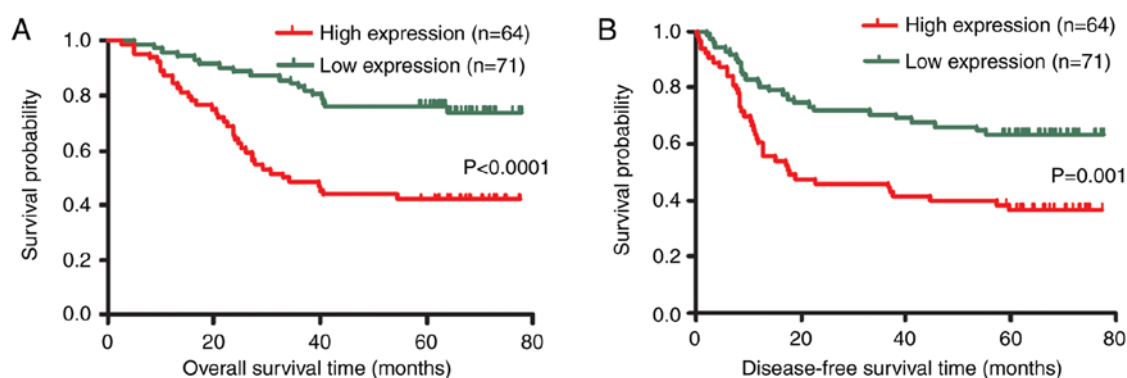 A
High expression (n=64)
Low expression (n=71)
Survival probability
1.0
0.8
0.6
0.4
0.2
0.0
P<0.0001
0 20 40 60 80
Overall survival time (months)
B
High expression (n=64)
Low expression (n=71)
Survival probability
1.0
0.8
0.6
0.4
0.2
0.0
P=0.001
0 20 40 60 80
Disease-free survival time (months)